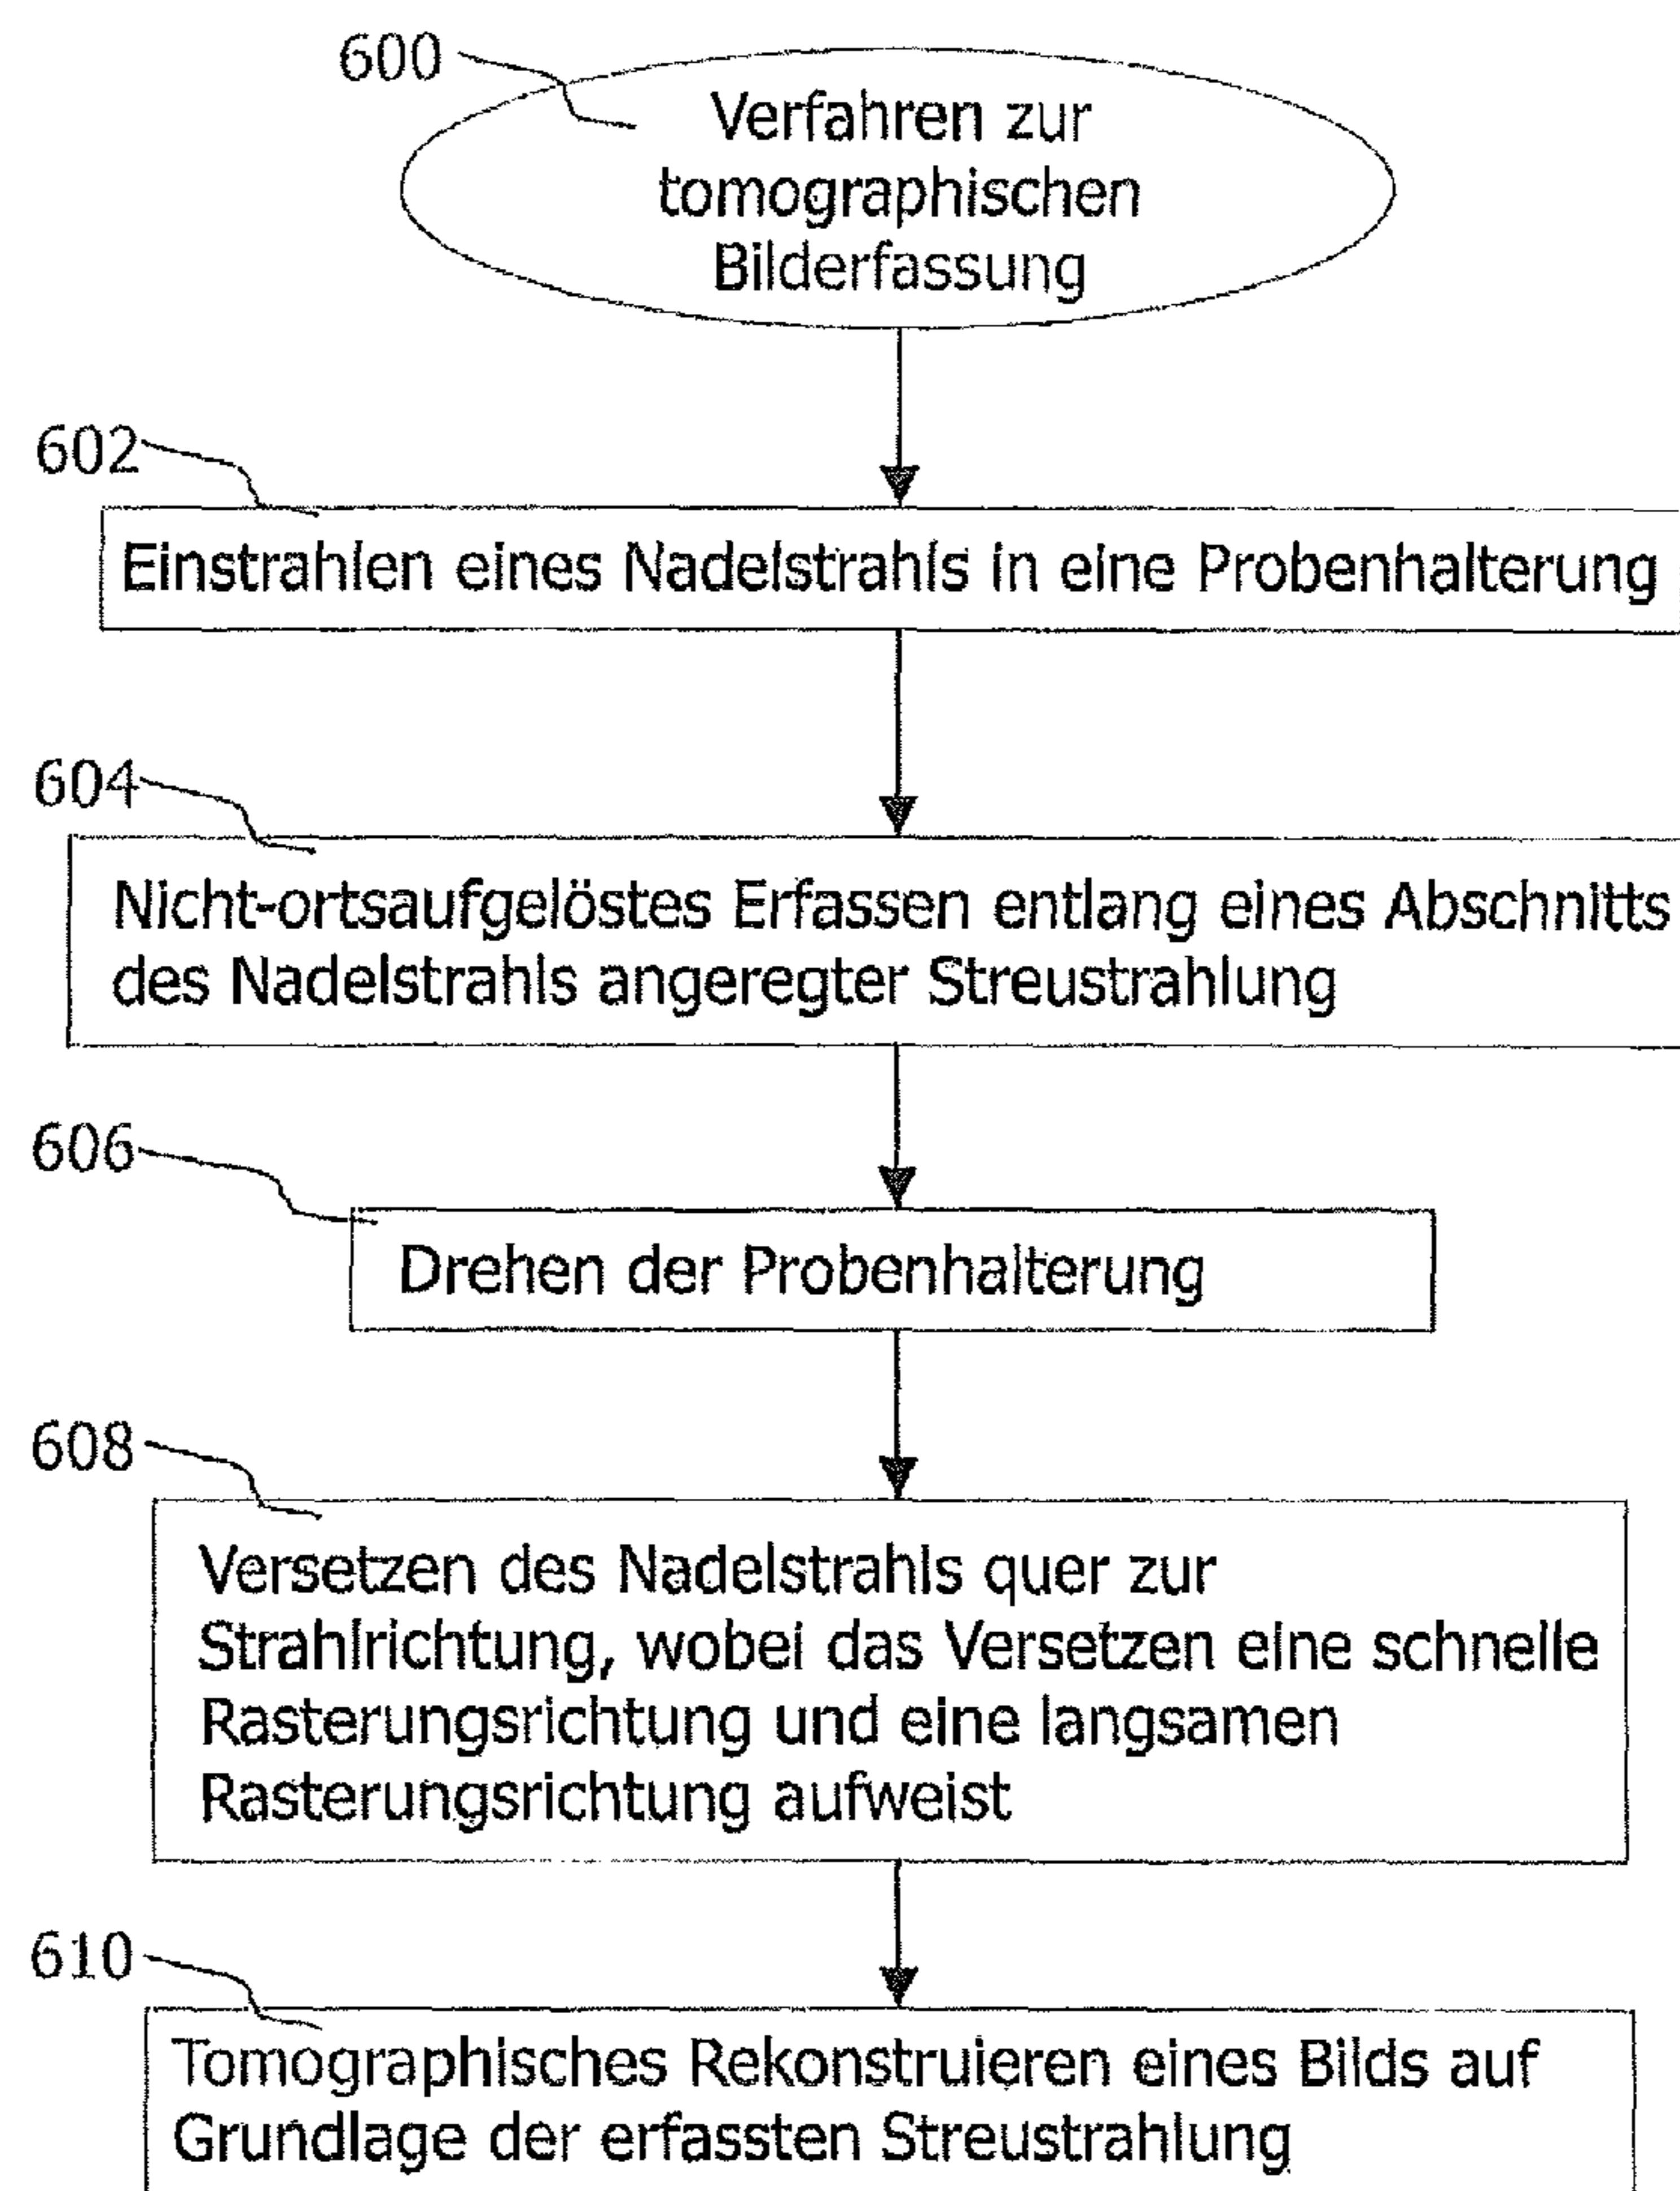 600
Verfahren zur
tomographischen
Bilderfassung
602
Einstrahlen eines Nadelstrahls in eine Probenhalterung
604
Nicht-ortsaufgelöstes Erfassen entlang eines Abschnitts
des Nadelstrahls angeregter Streustrahlung
606
Drehen der Probenhalterung
608
Versetzen des Nadelstrahls quer zur
Strahlrichtung, wobei das Versetzen eine schnelle
Rasterungsrichtung und eine langsamen
Rasterungsrichtung aufweist
610
Tomographisches Rekonstruieren eines Bilds auf
Grundlage der erfassten Streustrahlung